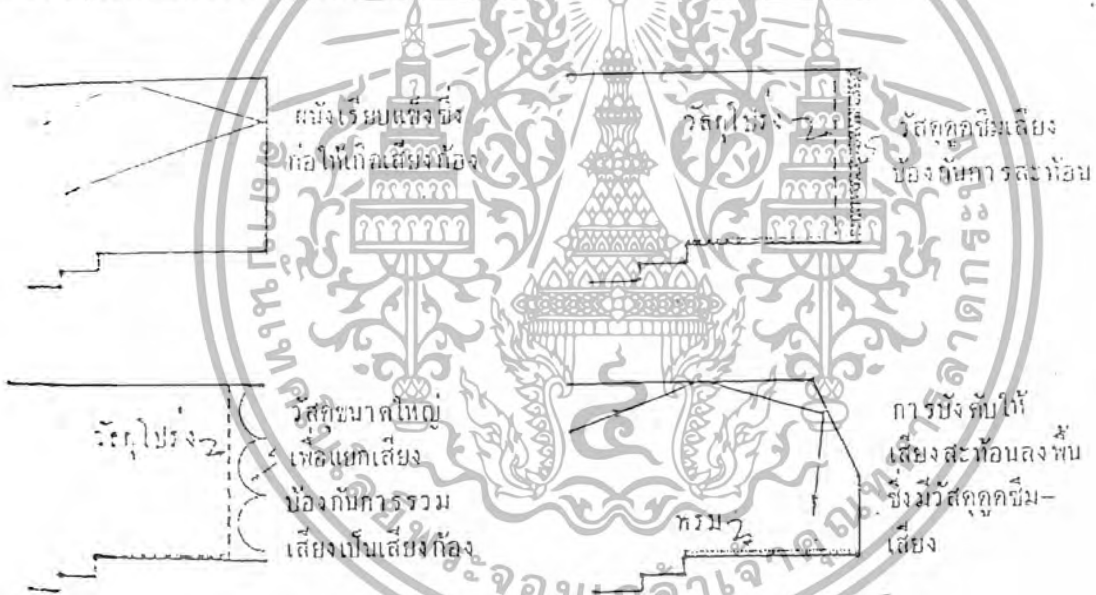 ผนังเรียบแข็งซึ่ง
ก่อให้เกิดเสียงก้อง
วัสดุโปร่ง
วัสดุดูดซึมเสียง
ป้องกันการสะท้อน
วัสดุโปร่ง
วัสดุขนาดใหญ่
เพื่อแยกเสียง
ป้องกันการรวม
เสียงเป็นเสียงก้อง
การบังคับให้
เสียงสะท้อนลงพื้น
ซึ่งมีวัสดุดูดซึม-
เสียง
พรม